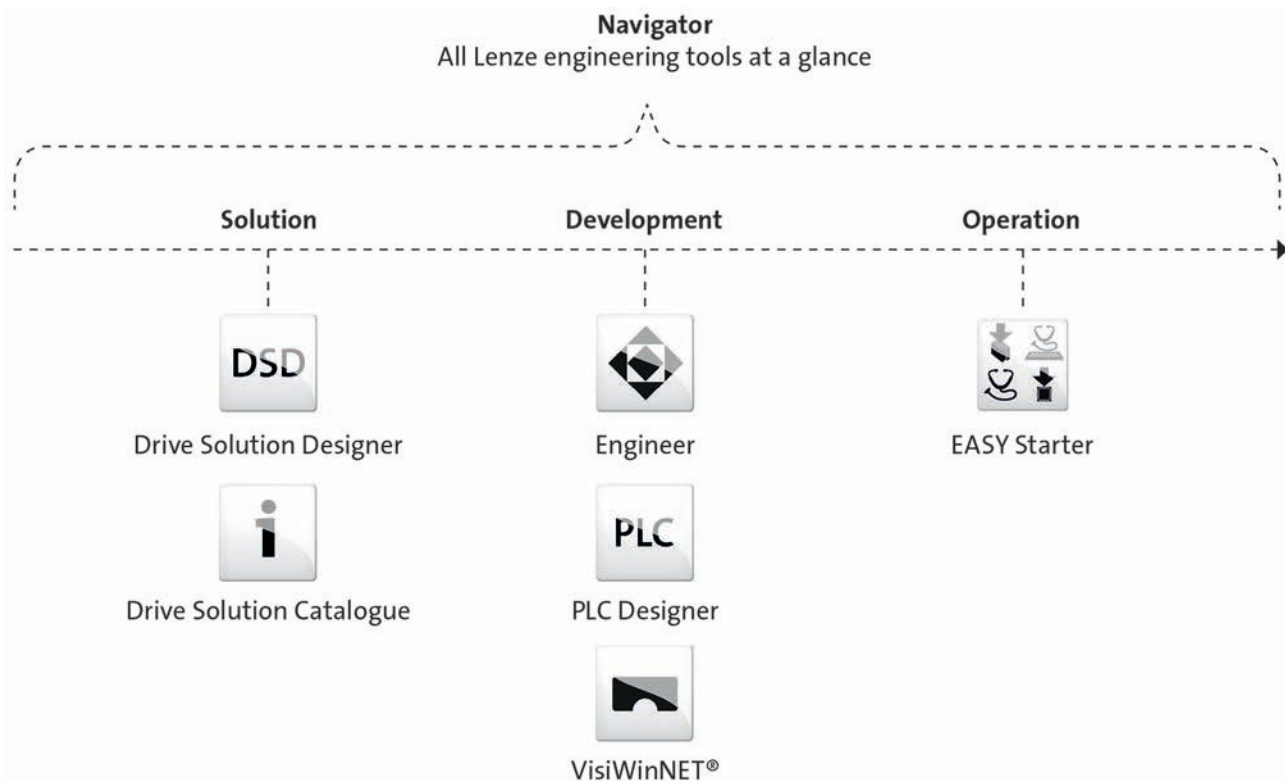 Navigator
All Lenze engineering tools at a glance
Solution
Development
Operation
DSD
Drive Solution Designer
Engineer
EASY Starter
i
Drive Solution Catalogue
PLC
PLC Designer
VisiWinNET®